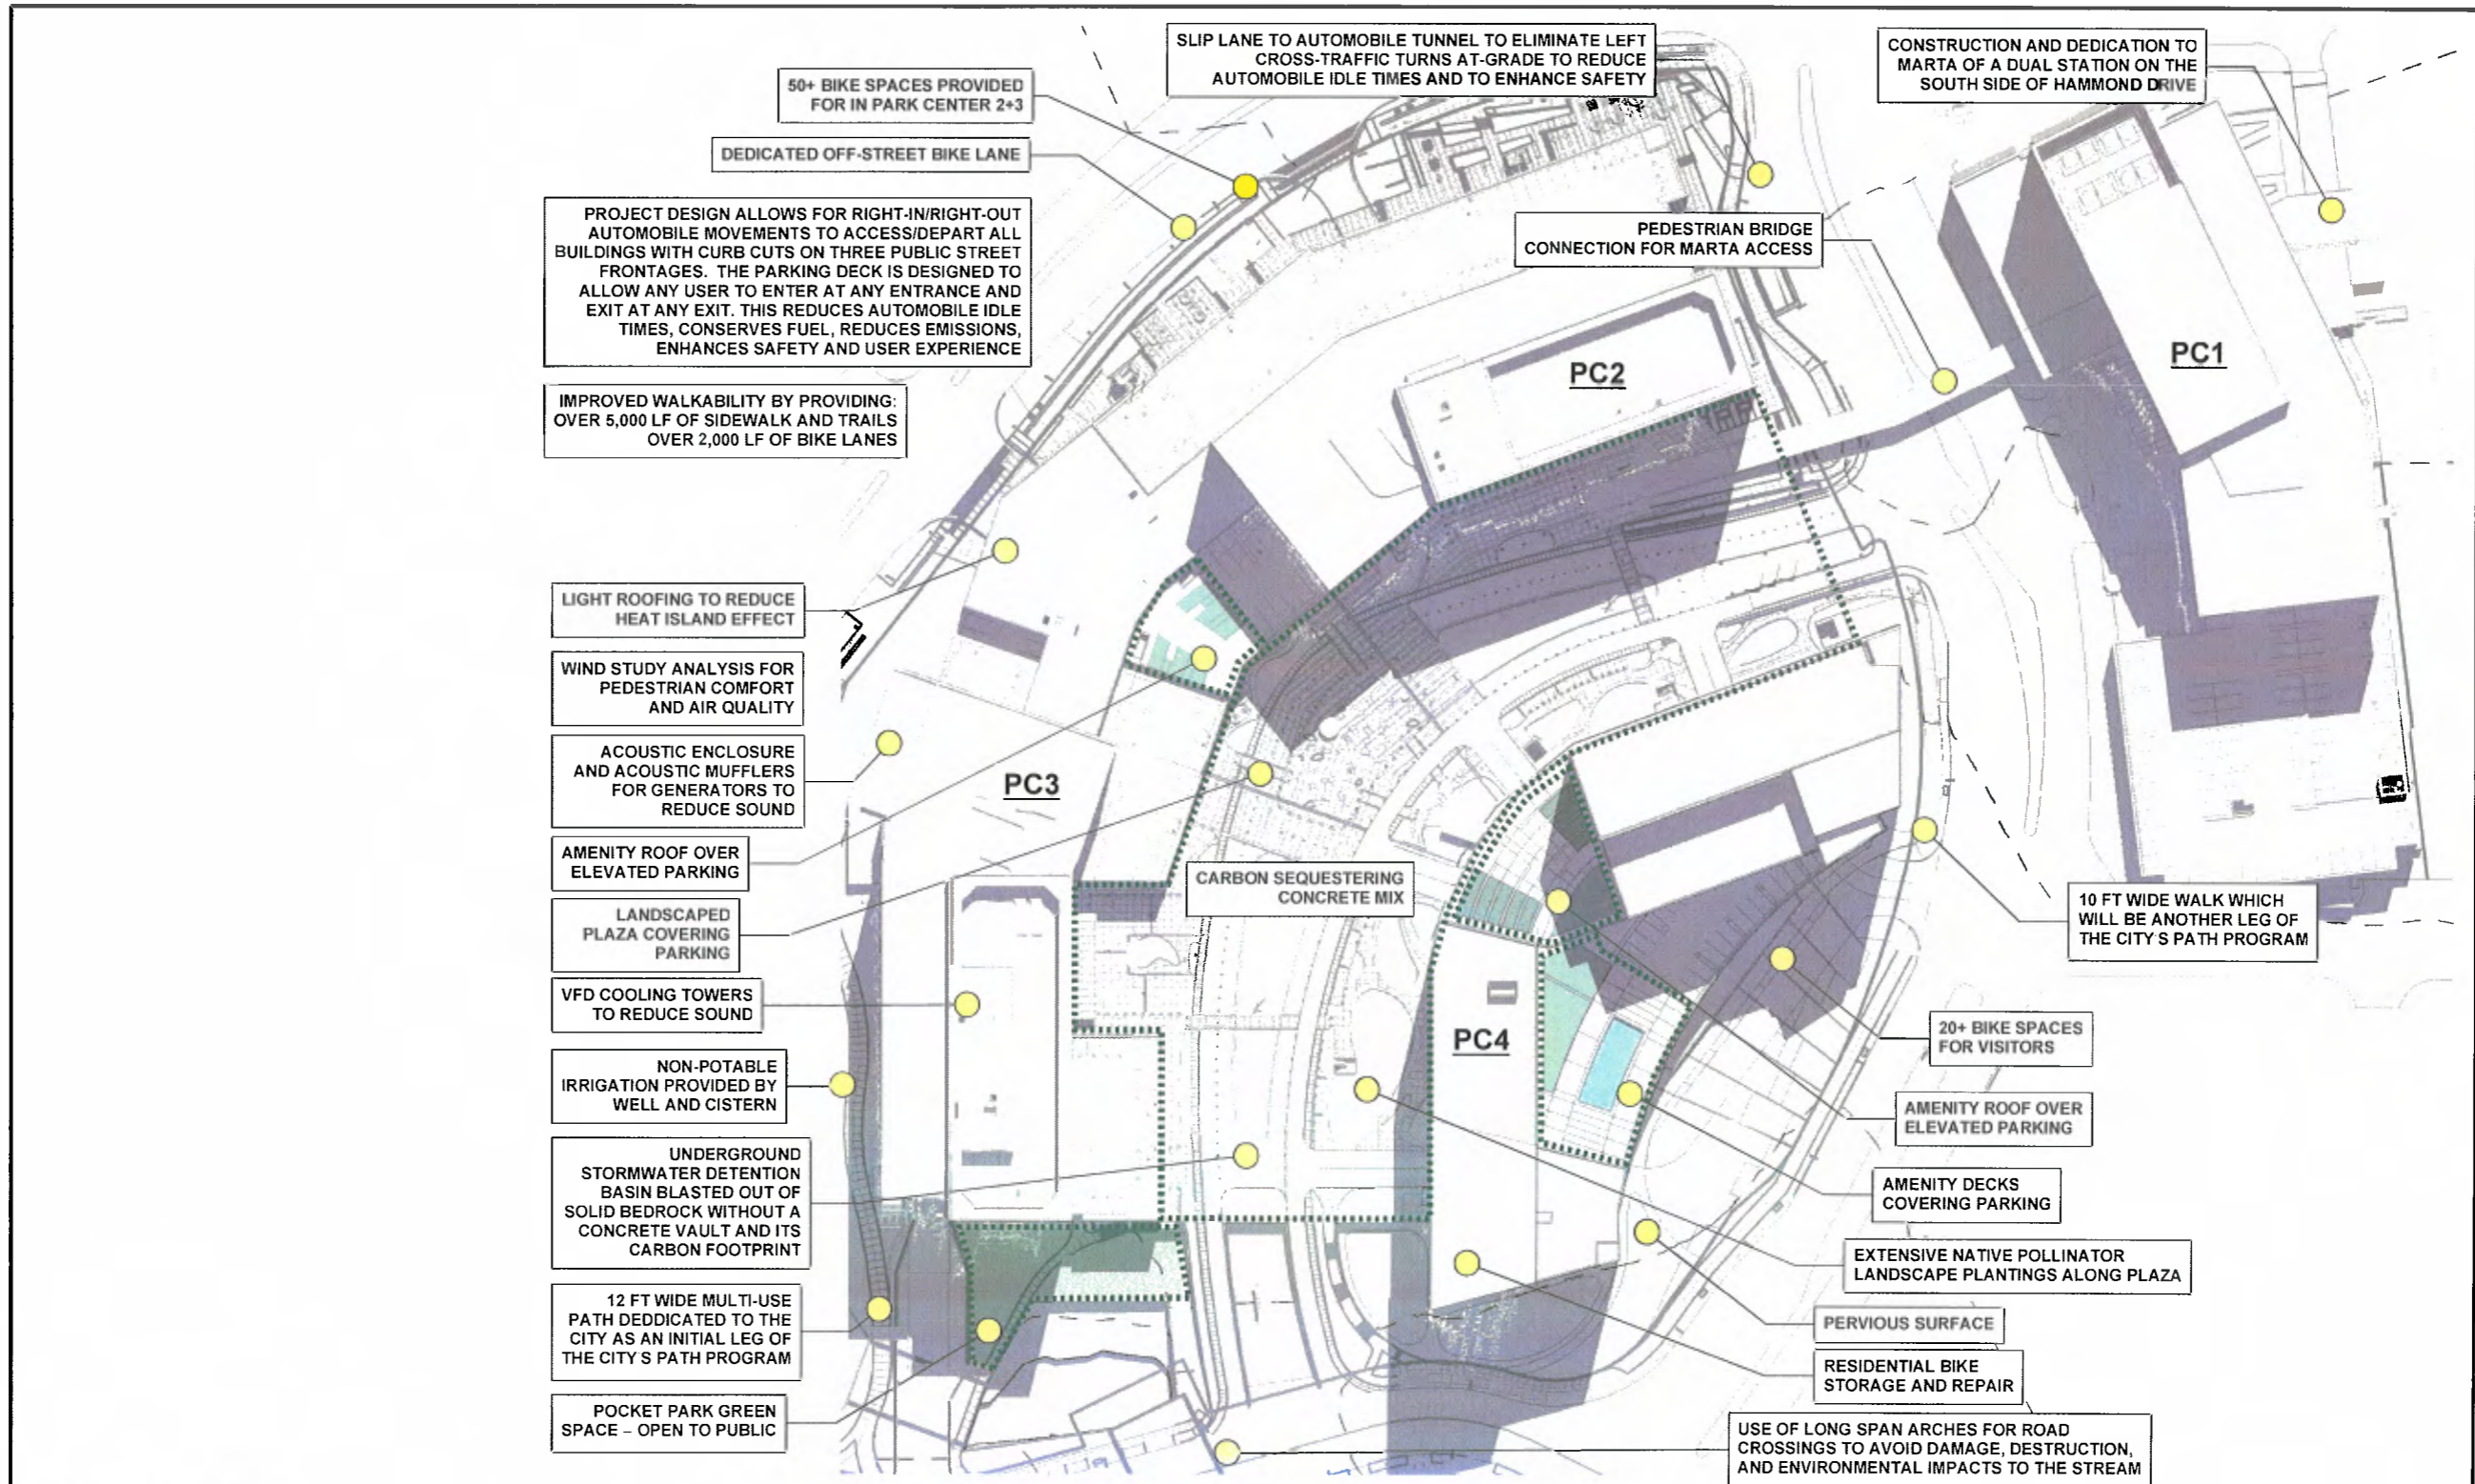 SLIP LANE TO AUTOMOBILE TUNNEL TO ELIMINATE LEFT
CROSS-TRAFFIC TURNS AT-GRADE TO REDUCE
AUTOMOBILE IDLE TIMES AND TO ENHANCE SAFETY
CONSTRUCTION AND DEDICATION TO
MARTA OF A DUAL STATION ON THE
SOUTH SIDE OF HAMMOND DRIVE
50+ BIKE SPACES PROVIDED
FOR IN PARK CENTER 2+3
DEDICATED OFF-STREET BIKE LANE
PROJECT DESIGN ALLOWS FOR RIGHT-IN/RIGHT-OUT
AUTOMOBILE MOVEMENTS TO ACCESS/DEPART ALL
BUILDINGS WITH CURB CUTS ON THREE PUBLIC STREET
FRONTAGES. THE PARKING DECK IS DESIGNED TO
ALLOW ANY USER TO ENTER AT ANY ENTRANCE AND
EXIT AT ANY EXIT. THIS REDUCES AUTOMOBILE IDLE
TIMES, CONSERVES FUEL, REDUCES EMISSIONS,
ENHANCES SAFETY AND USER EXPERIENCE
PEDESTRIAN BRIDGE
CONNECTION FOR MARTA ACCESS
PC1
PC2
IMPROVED WALKABILITY BY PROVIDING:
OVER 5,000 LF OF SIDEWALK AND TRAILS
OVER 2,000 LF OF BIKE LANES
LIGHT ROOFING TO REDUCE
HEAT ISLAND EFFECT
WIND STUDY ANALYSIS FOR
PEDESTRIAN COMFORT
AND AIR QUALITY
ACOUSTIC ENCLOSURE
AND ACOUSTIC MUFFLERS
FOR GENERATORS TO
REDUCE SOUND
PC3
AMENITY ROOF OVER
ELEVATED PARKING
CARBON SEQUESTERING
CONCRETE MIX
LANDSCAPED
PLAZA COVERING
PARKING
10 FT WIDE WALK WHICH
WILL BE ANOTHER LEG OF
THE CITY'S PATH PROGRAM
VFD COOLING TOWERS
TO REDUCE SOUND
PC4
20+ BIKE SPACES
FOR VISITORS
NON-POTABLE
IRRIGATION PROVIDED BY
WELL AND CISTERN
AMENITY ROOF OVER
ELEVATED PARKING
UNDERGROUND
STORMWATER DETENTION
BASIN BLASTED OUT OF
SOLID BEDROCK WITHOUT A
CONCRETE VAULT AND ITS
CARBON FOOTPRINT
AMENITY DECKS
COVERING PARKING
EXTENSIVE NATIVE POLLINATOR
LANDSCAPE PLANTINGS ALONG PLAZA
12 FT WIDE MULTI-USE
PATH DEDDICATED TO THE
CITY AS AN INITIAL LEG OF
THE CITY S PATH PROGRAM
PERVIOUS SURFACE
RESIDENTIAL BIKE
STORAGE AND REPAIR
POCKET PARK GREEN
SPACE – OPEN TO PUBLIC
USE OF LONG SPAN ARCHES FOR ROAD
CROSSINGS TO AVOID DAMAGE, DESTRUCTION,
AND ENVIRONMENTAL IMPACTS TO THE STREAM